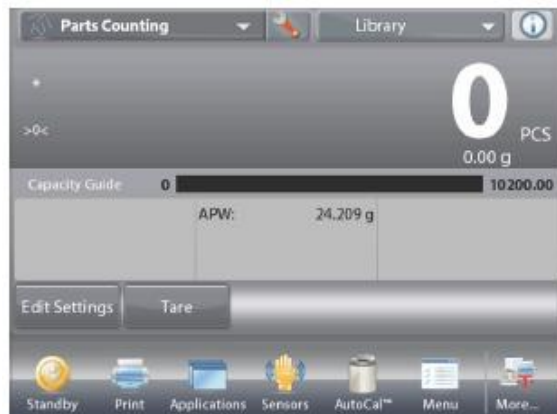 Parts Counting Library
*
0
>0< PCS
0.00 g
Capacity Guide 0 10200.00
APW: 24.209 g
Edit Settings Tare
Standby Print Applications Sensors AutoCal™ Menu More...